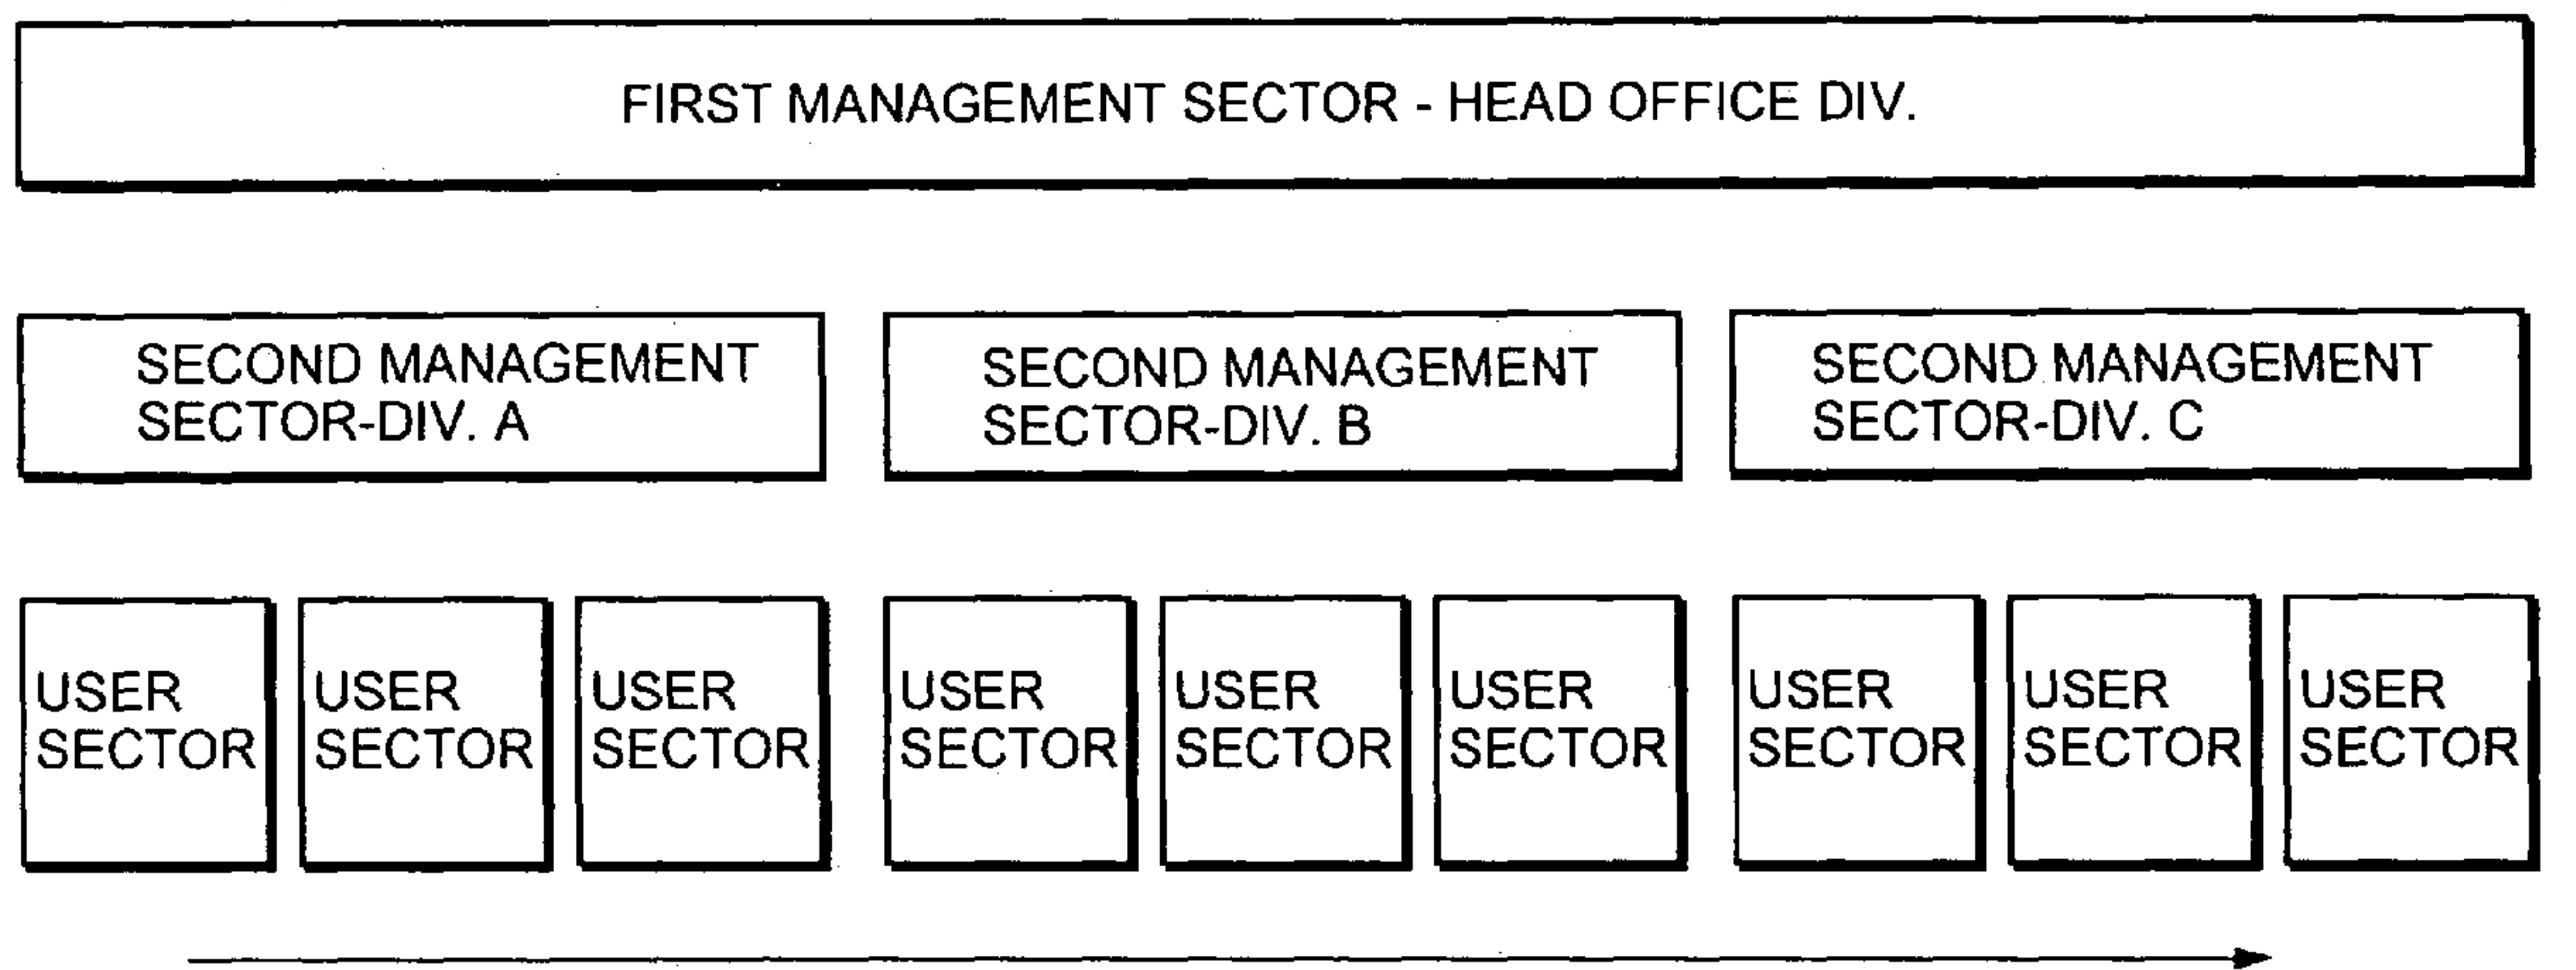 FIRST MANAGEMENT SECTOR - HEAD OFFICE DIV.
SECOND MANAGEMENT
SECTOR-DIV. A
SECOND MANAGEMENT
SECTOR-DIV. B
SECOND MANAGEMENT
SECTOR-DIV. C
USER
SECTOR
USER
SECTOR
USER
SECTOR
USER
SECTOR
USER
SECTOR
USER
SECTOR
USER
SECTOR
USER
SECTOR
USER
SECTOR